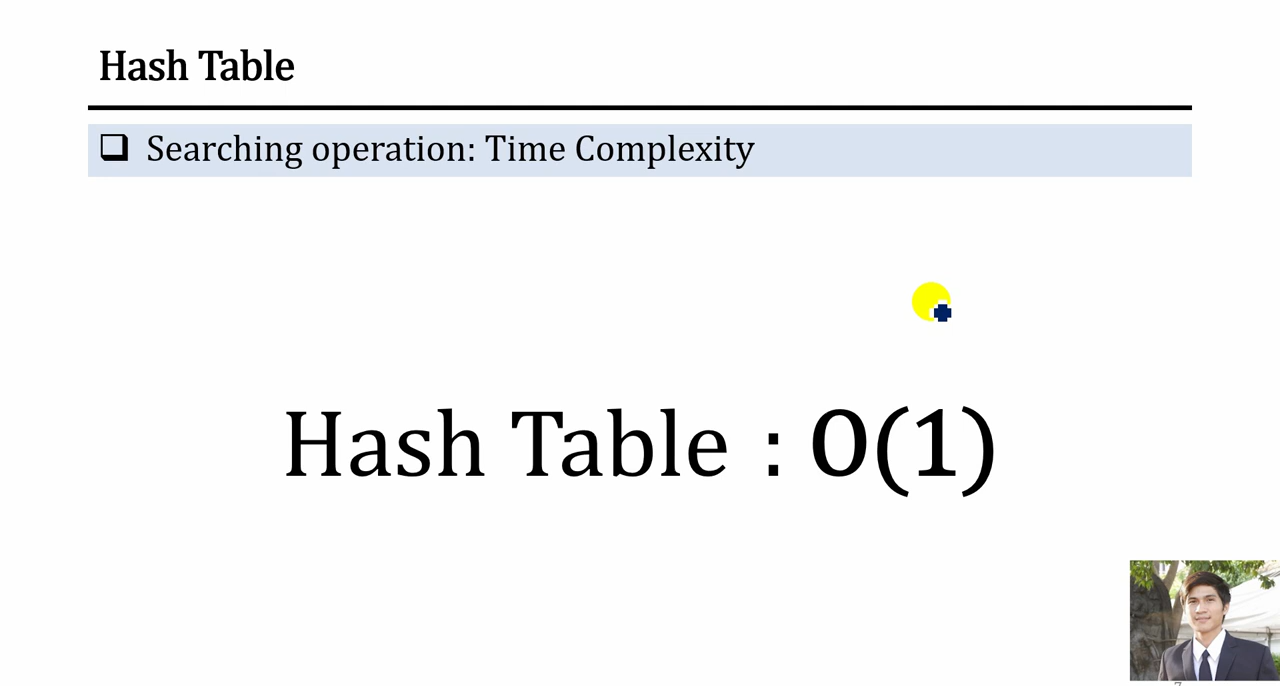 Hash Table
❑ Searching operation: Time Complexity
Hash Table : O(1)